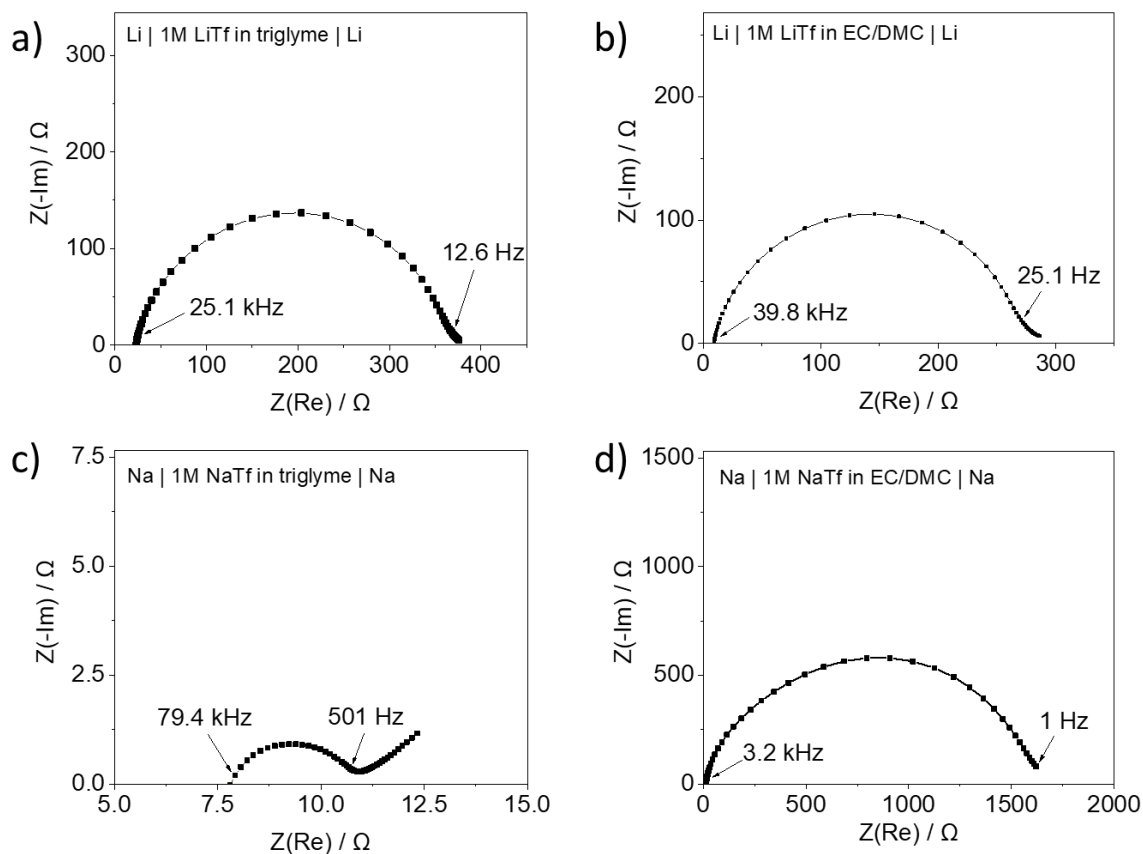 a)
Li | 1M LiTf in triglyme | Li
Z(-Im) / Ω
300
200
100
0
12.6 Hz
25.1 kHz
0
100
200
300
400
Z(Re) / Ω
b)
Li | 1M LiTf in EC/DMC | Li
Z(-Im) / Ω
200
100
0
25.1 Hz
39.8 kHz
0
100
200
300
Z(Re) / Ω
c)
Na | 1M NaTf in triglyme | Na
Z(-Im) / Ω
7.5
5.0
2.5
0.0
79.4 kHz
501 Hz
5.0
7.5
10.0
12.5
15.0
Z(Re) / Ω
d)
Na | 1M NaTf in EC/DMC | Na
Z(-Im) / Ω
1500
1000
500
0
1 Hz
3.2 kHz
0
500
1000
1500
2000
Z(Re) / Ω